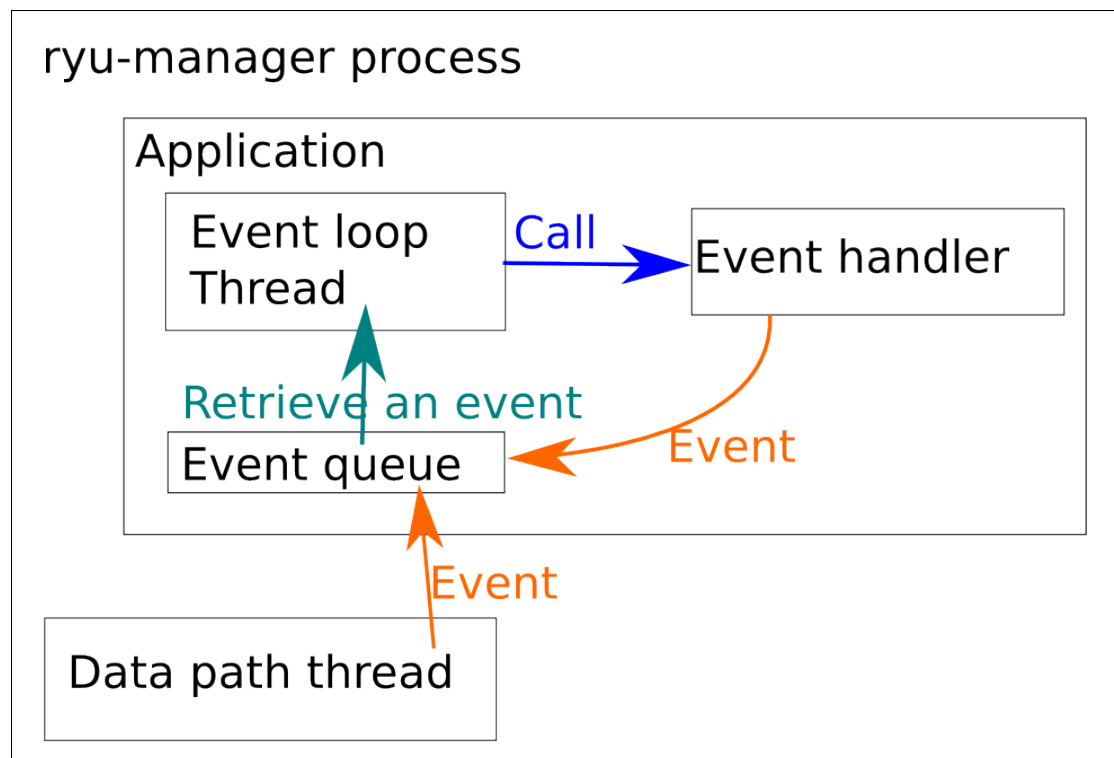 ryu-manager process
Application
Event loop
Thread
Call
Event handler
Retrieve an event
Event queue
Event
Event
Data path thread